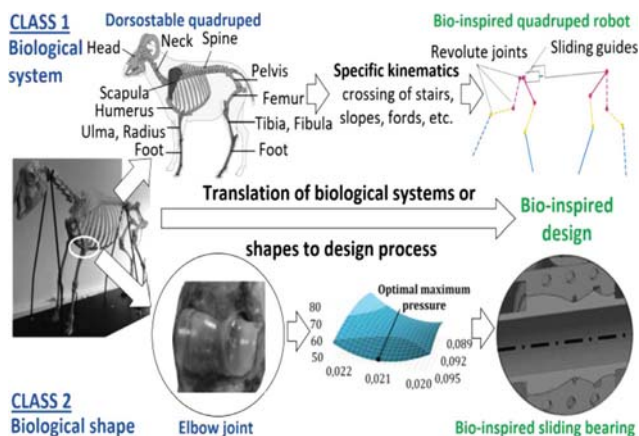 CLASS 1
Biological
system
Dorsostable quadruped
Head
Neck
Spine
Scapula
Humerus
Ulma, Radius
Foot
Pelvis
Femur
Tibia, Fibula
Foot
Specific kinematics
crossing of stairs,
slopes, fords, etc.
Bio-inspired quadruped robot
Revolute joints
Sliding guides
Translation of biological systems or
shapes to design process
Bio-inspired
design
CLASS 2
Biological shape
Elbow joint
Optimal maximum
pressure
80
70
60
50
0,022
0,021
0,020
0,095
0,092
0,089
Bio-inspired sliding bearing